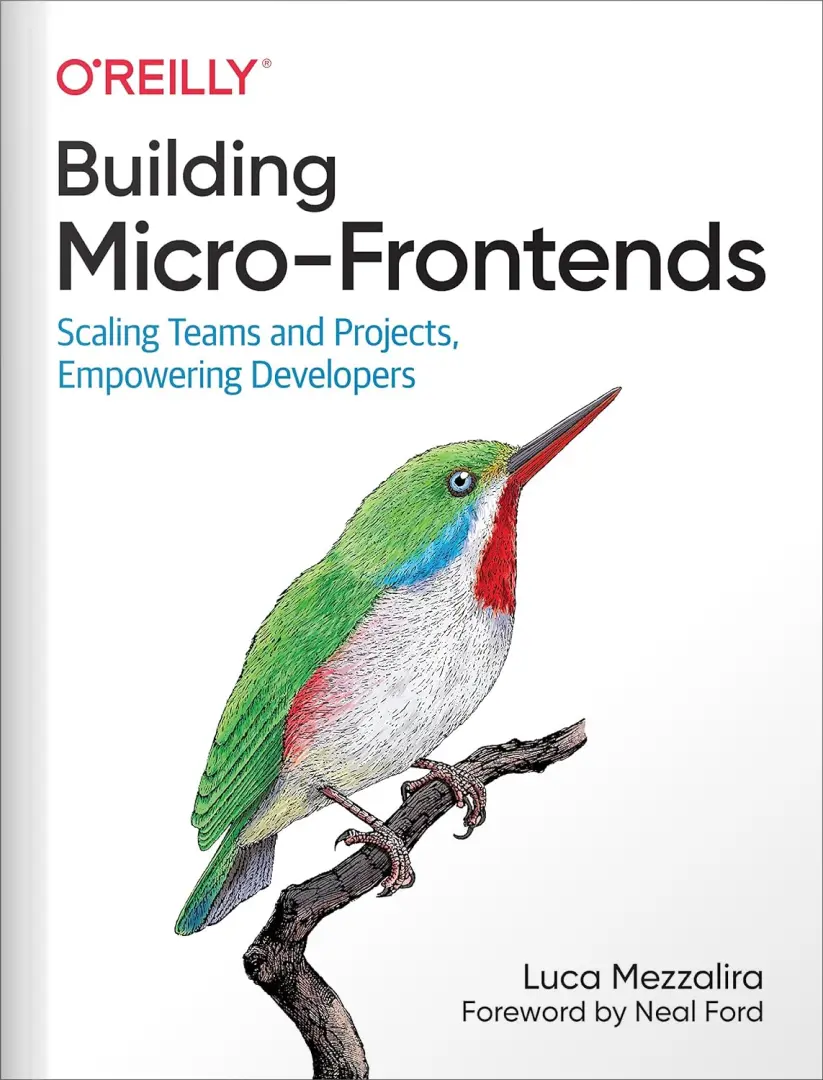 O'REILLY®
Building
Micro-Frontends
Scaling Teams and Projects,
Empowering Developers
Luca Mezzalira
Foreword by Neal Ford